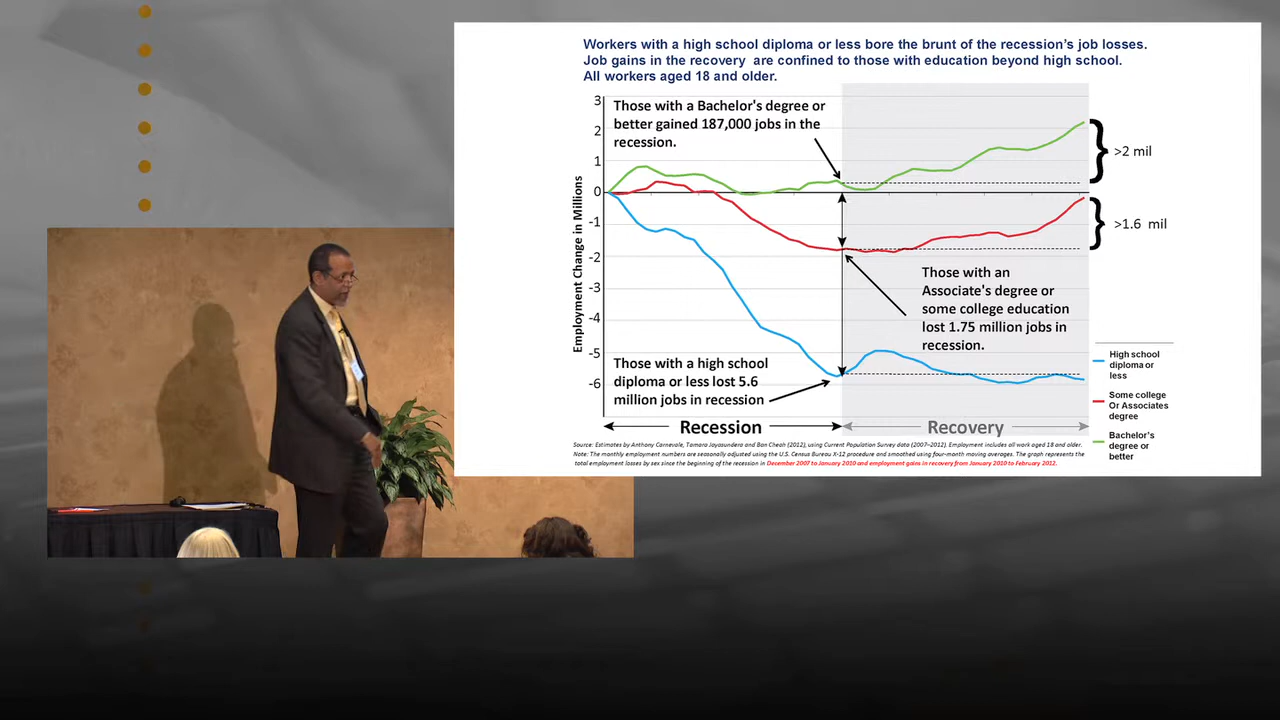 Workers with a high school diploma or less bore the brunt of the recession's job losses.
Job gains in the recovery are confined to those with education beyond high school.
All workers aged 18 and older.
3
2
1
0
-1
-2
-3
-4
-5
-6
Employment Change in Millions
Those with a Bachelor's degree or
better gained 187,000 jobs in the
recession.
>2 mil
>1.6 mil
Those with an
Associate's degree or
some college education
lost 1.75 million jobs in
recession.
Those with a high school
diploma or less lost 5.6
million jobs in recession
High school
diploma or
less
Some college
Or Associates
degree
Bachelor's
degree or
better
Recession
Recovery
Source: Estimates by Anthony Carnevale, Tamara Jayasundera and Ban Cheah (2012), using Current Population Survey data (2007–2012). Employment includes all work aged 18 and older.
Note: The monthly employment numbers are seasonally adjusted using the U.S. Census Bureau X-12 procedure and smoothed using four-month moving averages. The graph represents the
total employment losses by sex since the beginning of the recession in December 2007 to January 2010 and employment gains in recovery from January 2010 to February 2012.